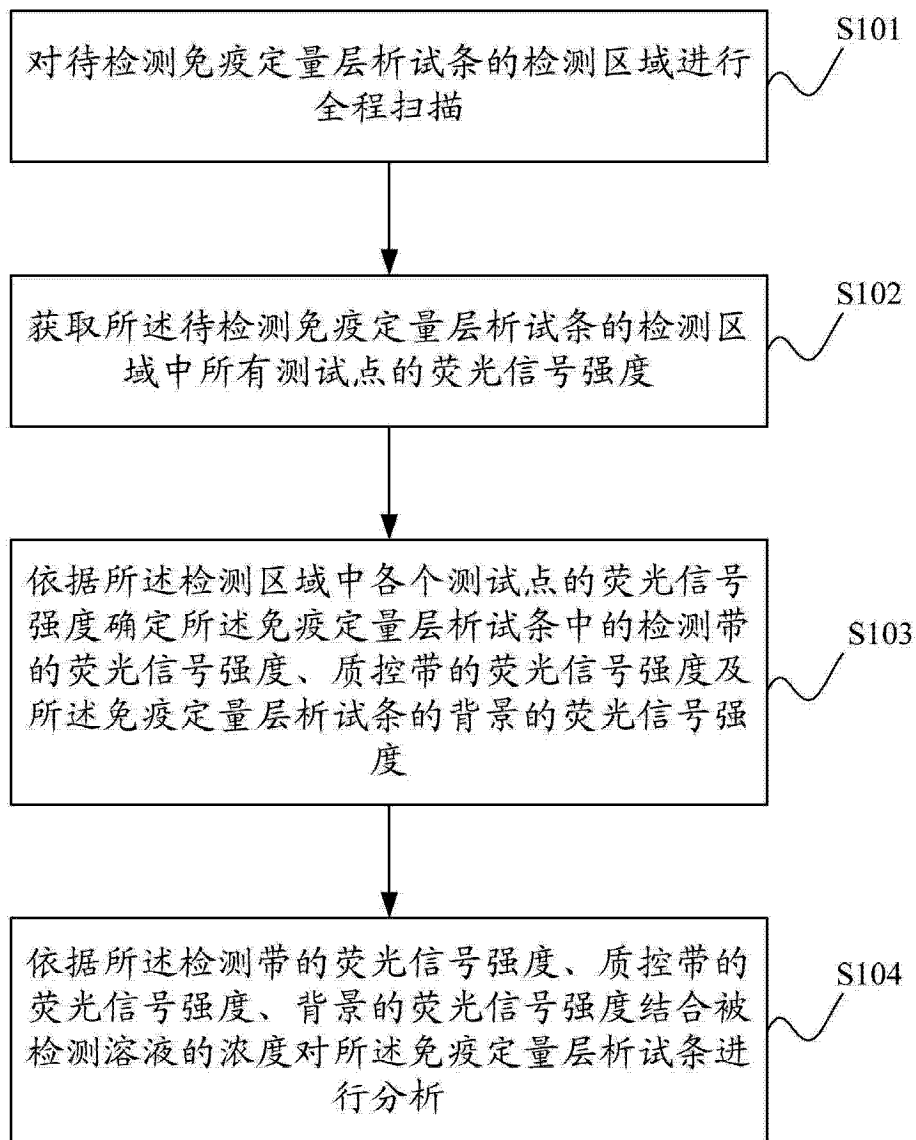 S101
对待检测免疫定量层析试条的检测区域进行
全程扫描
S102
获取所述待检测免疫定量层析试条的检测区
域中所有测试点的荧光信号强度
依据所述检测区域中各个测试点的荧光信号
强度确定所述免疫定量层析试条中的检测带
的荧光信号强度、质控带的荧光信号强度及
所述免疫定量层析试条的背景的荧光信号强
度
S103
依据所述检测带的荧光信号强度、质控带的
荧光信号强度、背景的荧光信号强度结合被
检测溶液的浓度对所述免疫定量层析试条进
行分析
S104